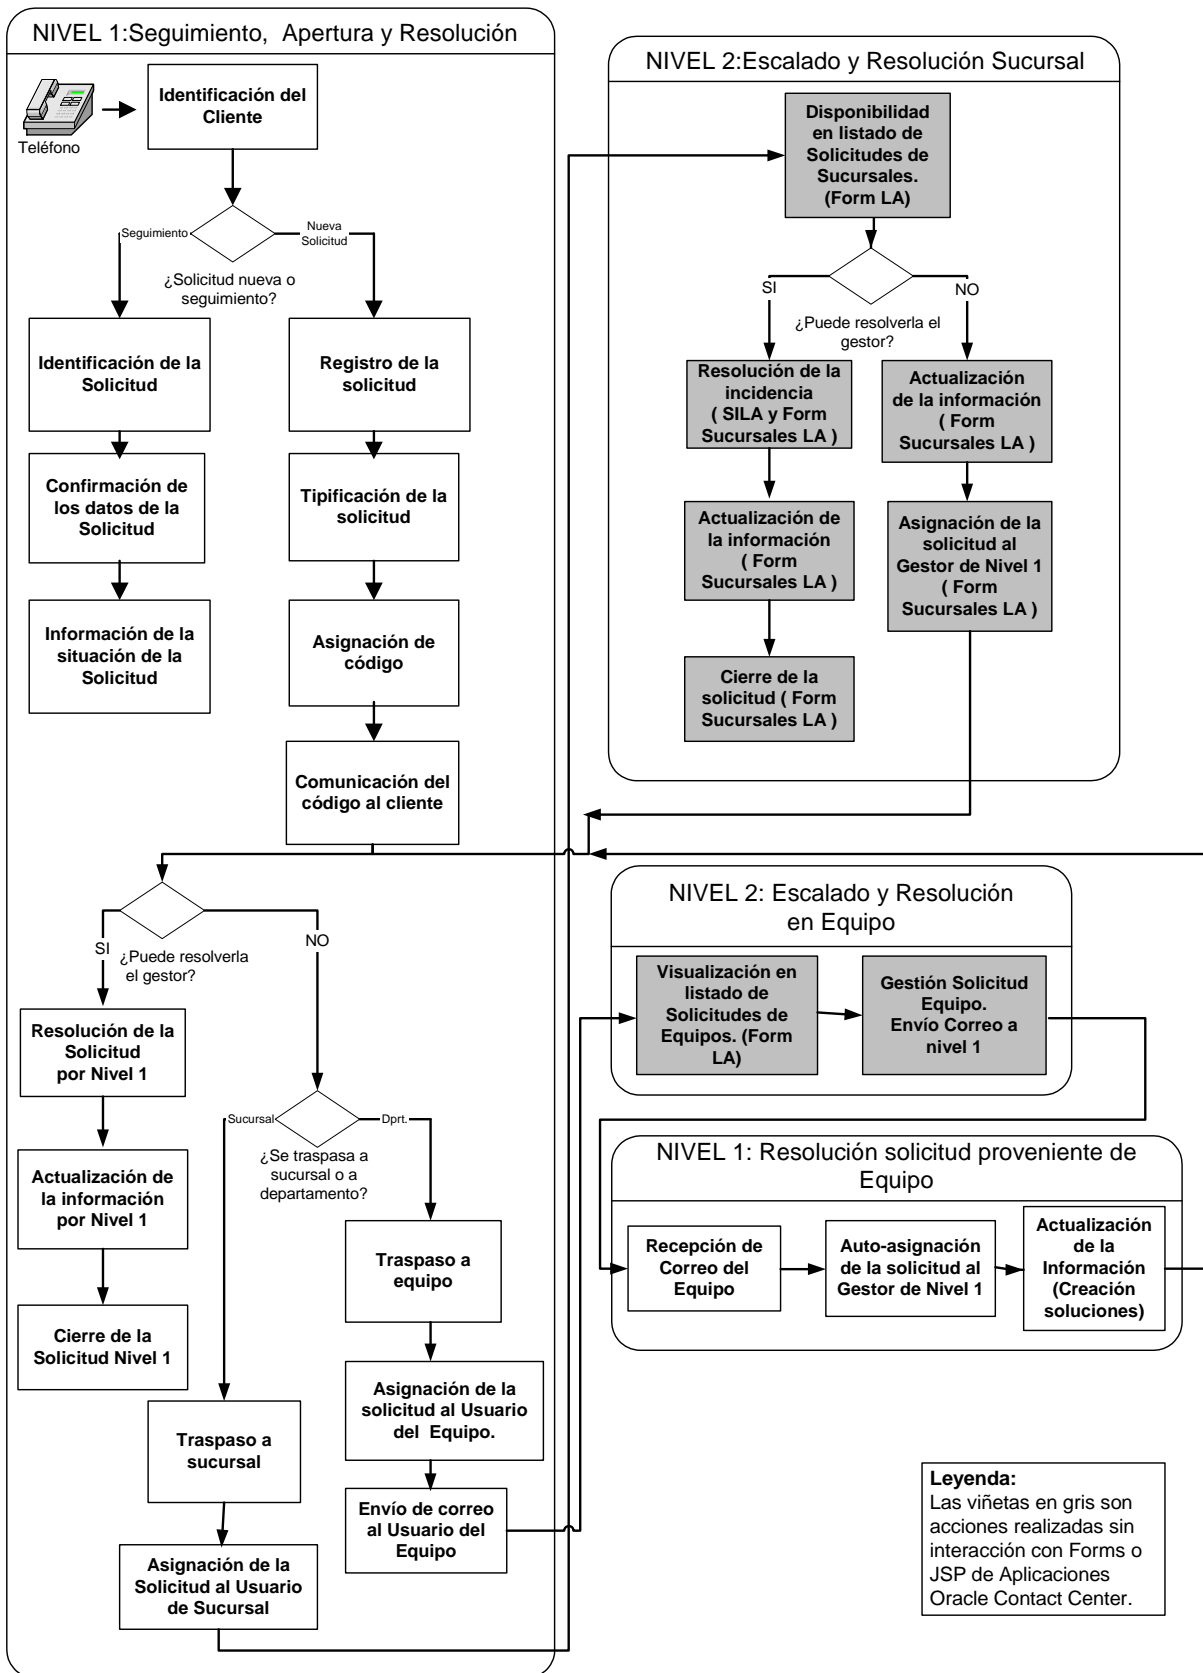 NIVEL 1:Seguimiento,  Apertura y Resolución
Teléfono
Identificación del
Cliente
Seguimiento
Nueva
Solicitud
¿Solicitud nueva o
seguimiento?
Identificación de la
Solicitud
Registro de la
solicitud
Confirmación de
los datos de la
Solicitud
Tipificación de la
solicitud
Información de la
situación de la
Solicitud
Asignación de
código
Comunicación del
código al cliente
SI
¿Puede resolverla
el gestor?
NO
Resolución de la
Solicitud
por Nivel 1
Actualización de
la información
por Nivel 1
Cierre de la
Solicitud Nivel 1
Sucursal
Dprt.
¿Se traspasa a
sucursal o a
departamento?
Traspaso a
equipo
Asignación de la
solicitud al Usuario
del  Equipo.
Envío de correo
al Usuario del
Equipo
Traspaso a
sucursal
Asignación de la
Solicitud al Usuario
de Sucursal
NIVEL 2:Escalado y Resolución Sucursal
Disponibilidad
en listado de
Solicitudes de
Sucursales.
(Form LA)
SI
NO
¿Puede resolverla el
gestor?
Resolución de la
incidencia
( SILA y Form
Sucursales LA )
Actualización de
la información
( Form
Sucursales LA )
Cierre de la
solicitud ( Form
Sucursales LA )
Actualización
de la información
( Form
Sucursales LA )
Asignación de la
solicitud al
Gestor de Nivel 1
( Form
Sucursales LA )
NIVEL 2: Escalado y Resolución
en Equipo
Visualización en
listado de
Solicitudes de
Equipos. (Form
LA)
Gestión Solicitud
Equipo.
Envío Correo a
nivel 1
NIVEL 1: Resolución solicitud proveniente de
Equipo
Recepción de
Correo del
Equipo
Auto-asignación
de la solicitud al
Gestor de Nivel 1
Actualización
de la
Información
(Creación
soluciones)
Leyenda:
Las viñetas en gris son
acciones realizadas sin
interacción con Forms o
JSP de Aplicaciones
Oracle Contact Center.